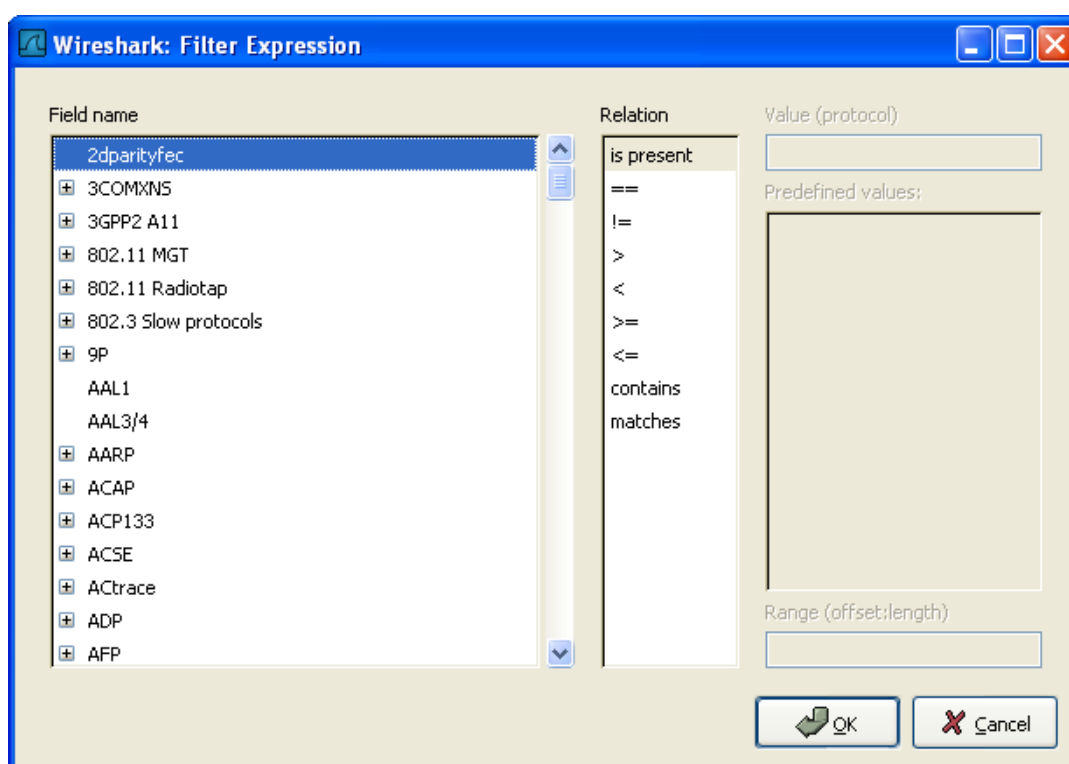 Wireshark: Filter Expression
Field name
2dparityfec
3COMXNS
3GPP2 A11
802.11 MGT
802.11 Radiotap
802.3 Slow protocols
9P
AAL1
AAL3/4
AARP
ACAP
ACP133
ACSE
ACtrace
ADP
AFP
Relation
is present
==
!=
>
<
>=
<=
contains
matches
Value (protocol)
Predefined values:
Range (offset:length)
OK
Cancel